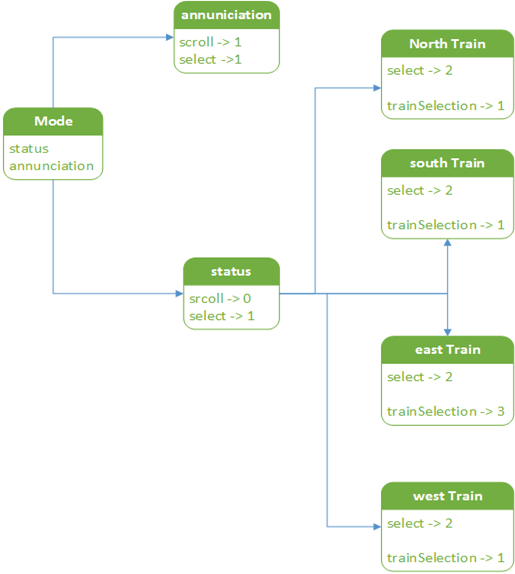 annuniciation
scroll -> 1
select ->1
Mode
status
annunciation
status
srcoll -> 0
select -> 1
North Train
select -> 2
trainSelection -> 1
south Train
select -> 2
trainSelection -> 1
east Train
select -> 2
trainSelection -> 3
west Train
select -> 2
trainSelection -> 1